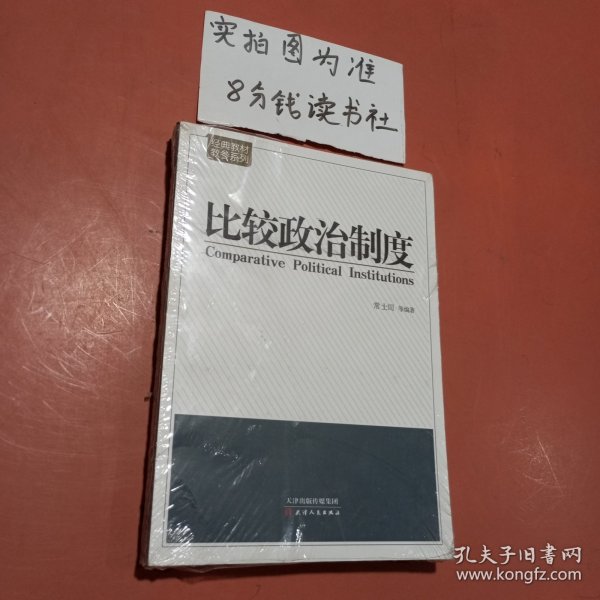 实拍图为准
8分钱读书社
经典教材
教参系列
比较政治制度
Comparative Political Institutions
常士訚 等编著
天津出版传媒集团
天津人民出版社
孔夫子旧书网
www.kongfz.com